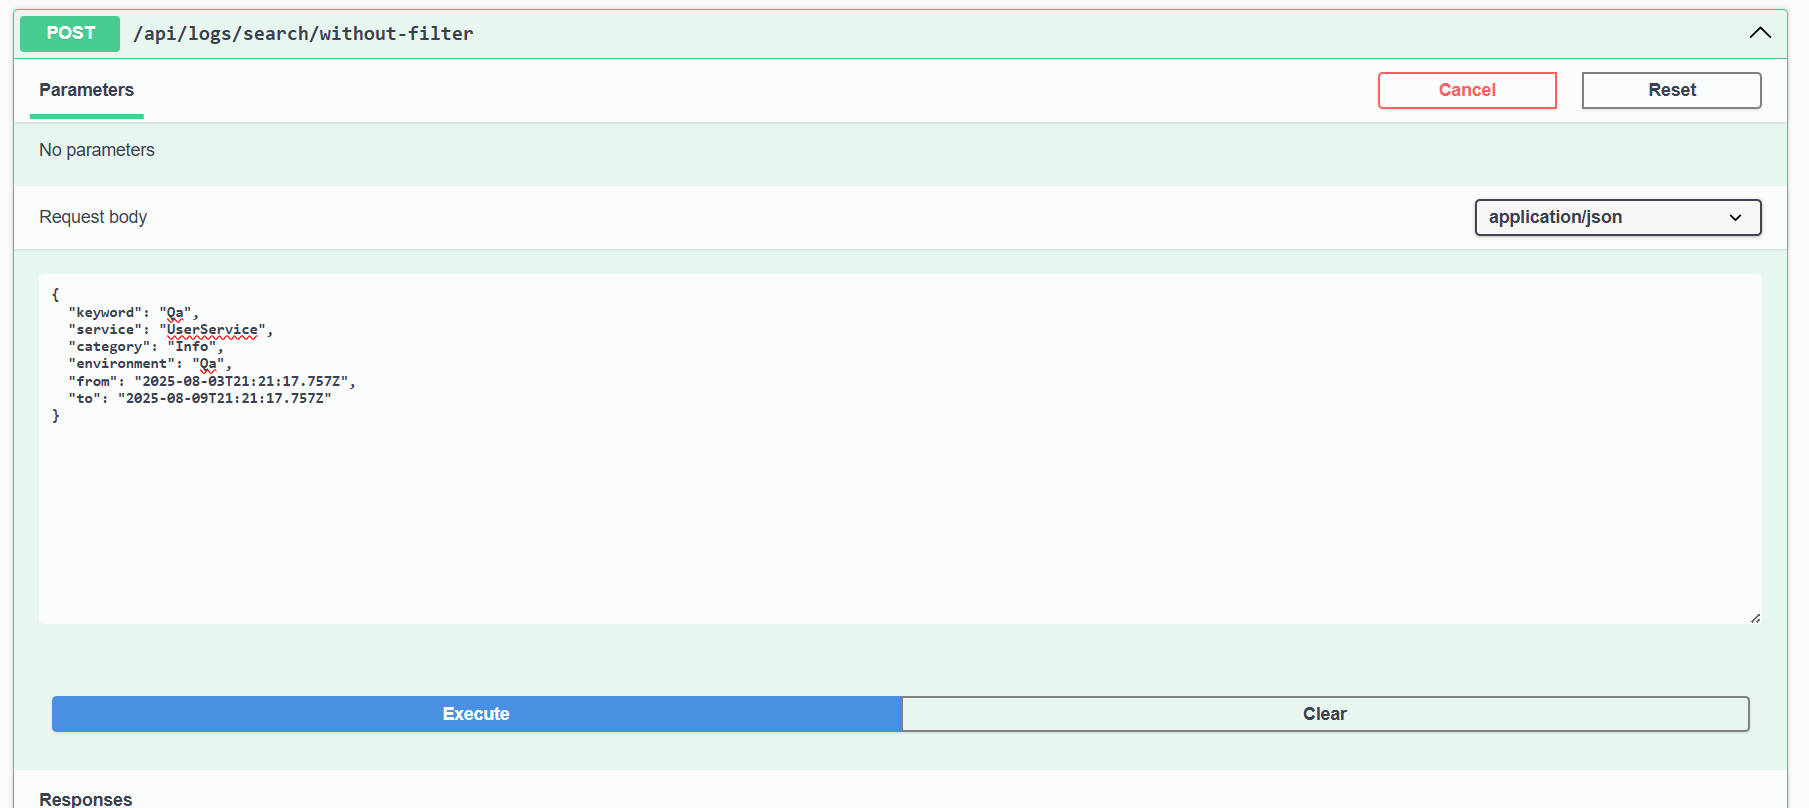 POST /api/logs/search/without-filter
Parameters
Cancel
Reset
No parameters
Request body
application/json
{
  "keyword": "Qa",
  "service": "UserService",
  "category": "Info",
  "environment": "Qa",
  "from": "2025-08-03T21:21:17.757Z",
  "to": "2025-08-09T21:21:17.757Z"
}
Execute
Clear
Responses